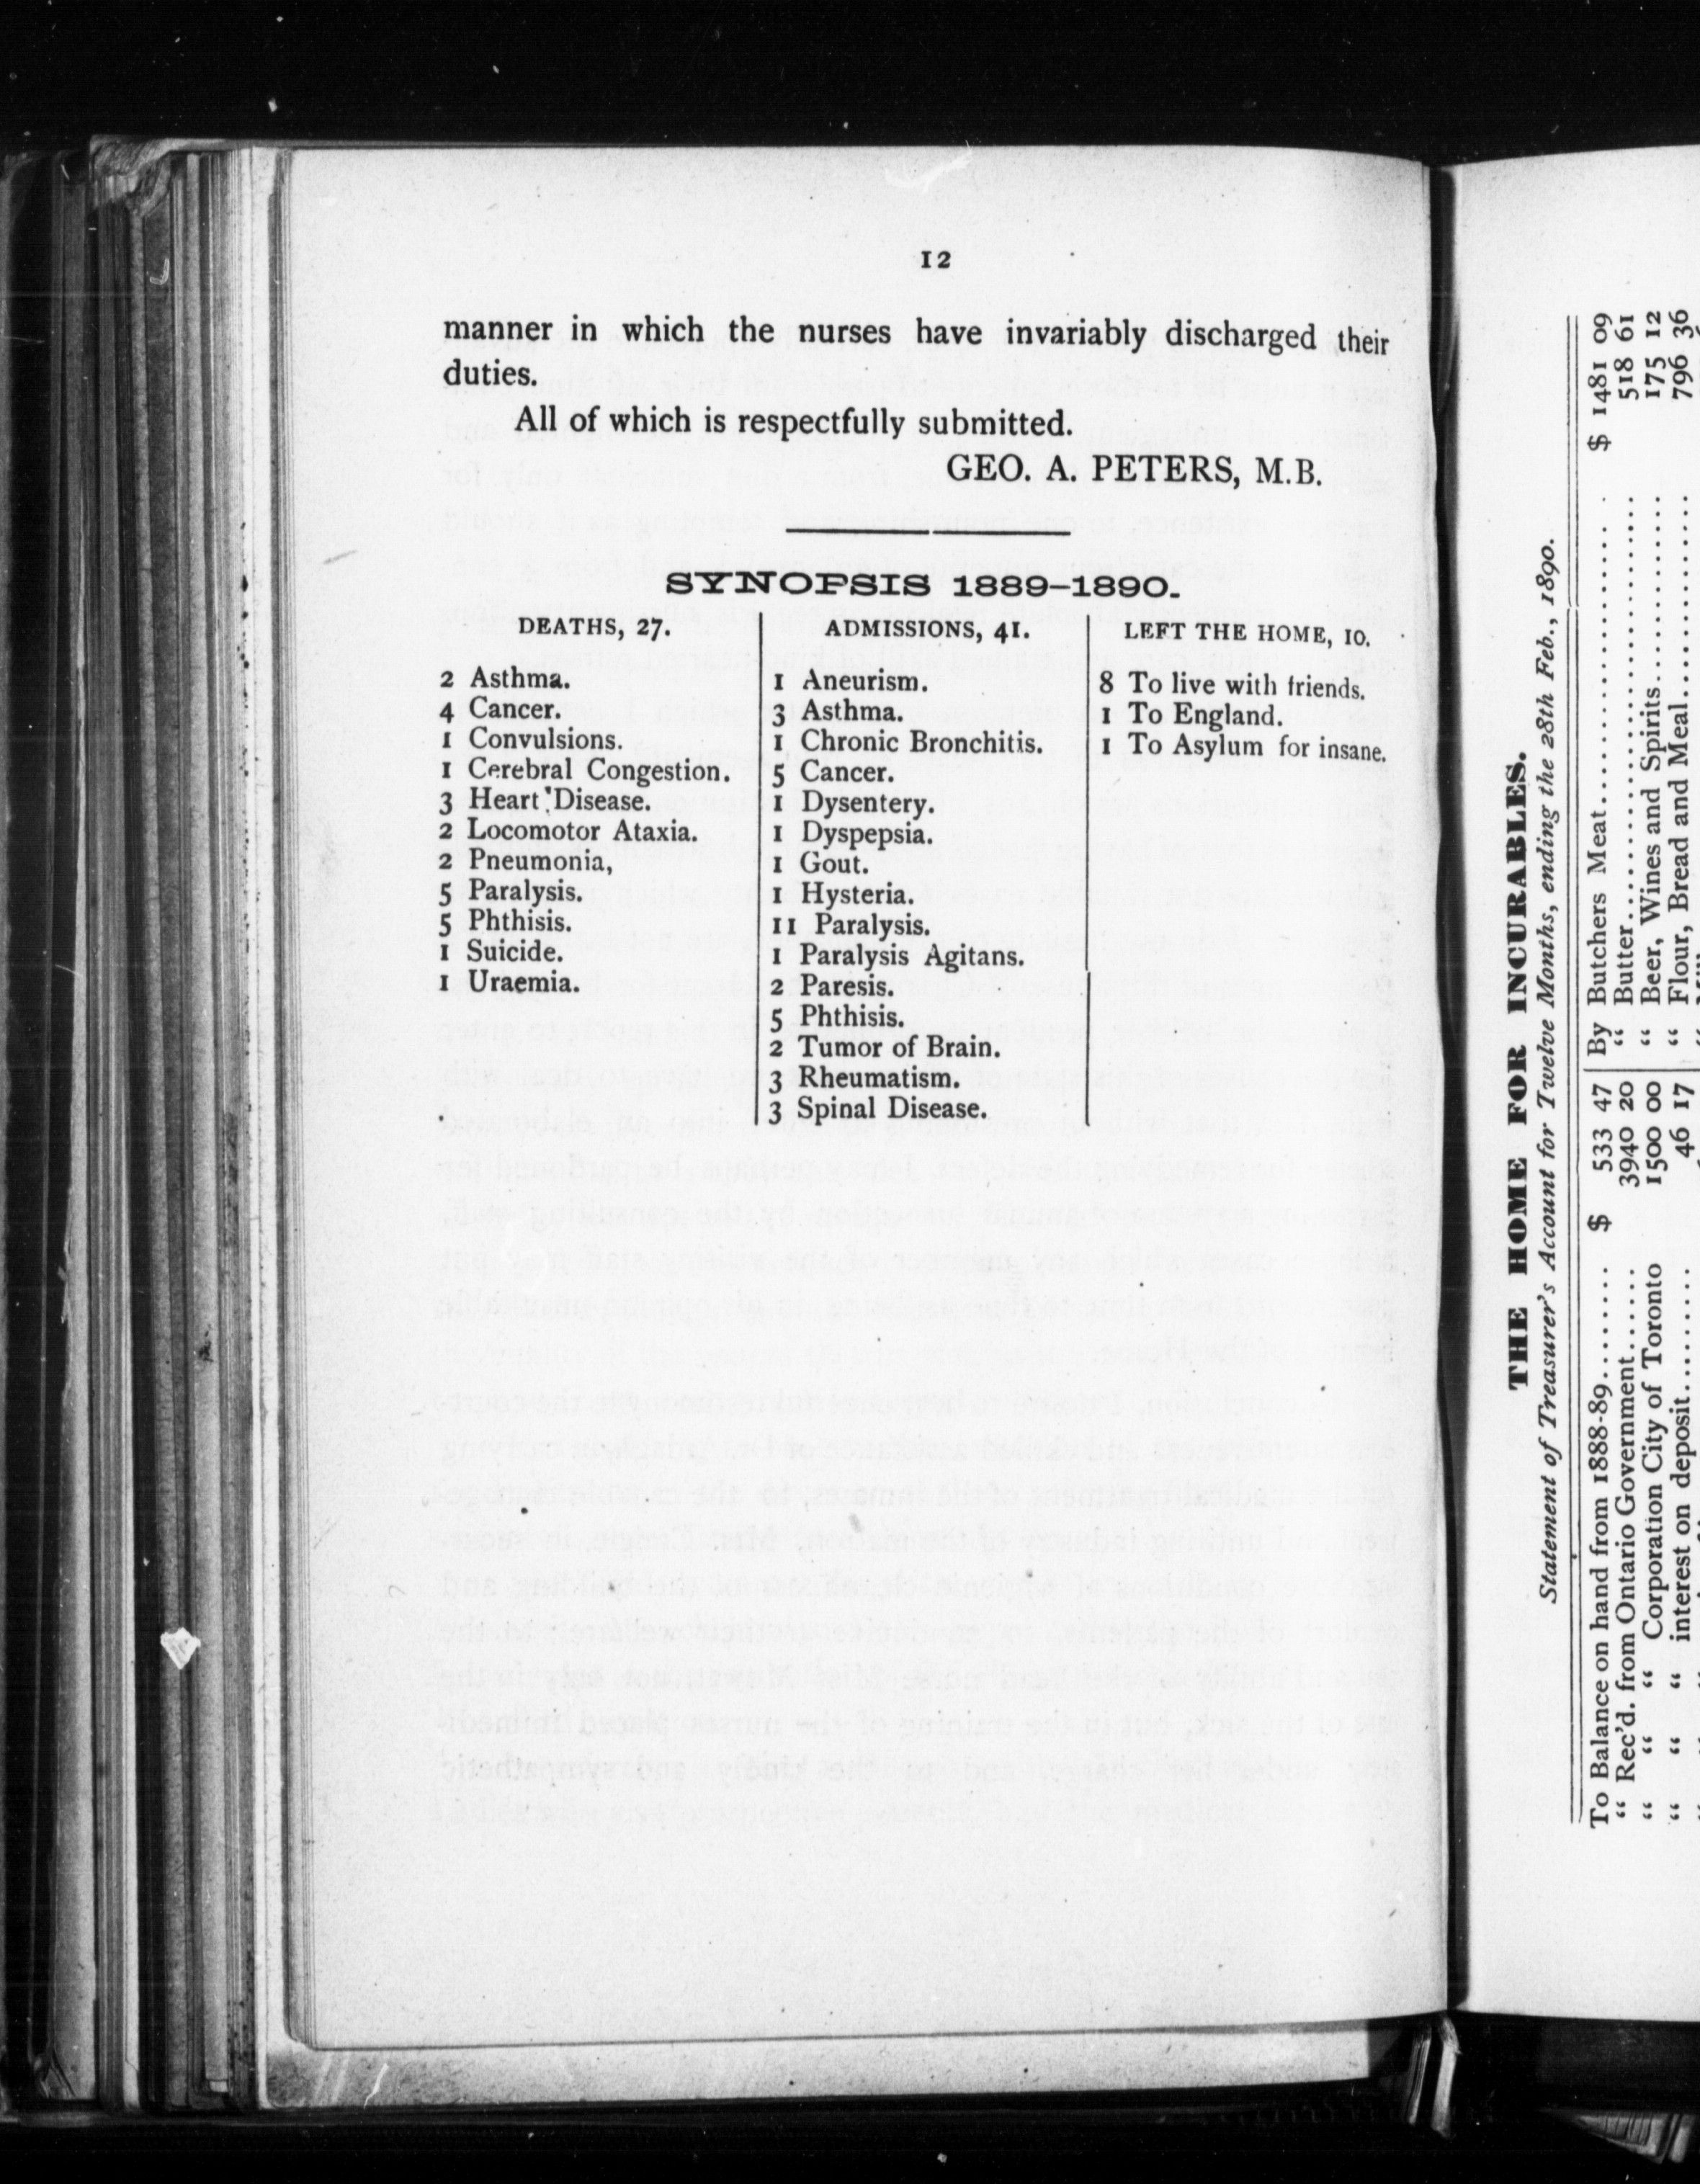 12
manner in which the nurses have invariably discharged their
duties.
All of which is respectfully submitted.
GEO. A. PETERS, M.B.
SYNOPSIS 1889–1890.
DEATHS, 27.
2 Asthma.
4 Cancer.
1 Convulsions.
1 Cerebral Congestion.
3 Heart Disease.
2 Locomotor Ataxia.
2 Pneumonia,
5 Paralysis.
5 Phthisis.
1 Suicide.
1 Uraemia.
ADMISSIONS, 41.
1 Aneurism.
3 Asthma.
1 Chronic Bronchitis.
5 Cancer.
1 Dysentery.
1 Dyspepsia.
1 Gout.
1 Hysteria.
11 Paralysis.
1 Paralysis Agitans.
2 Paresis.
5 Phthisis.
2 Tumor of Brain.
3 Rheumatism.
3 Spinal Disease.
LEFT THE HOME, 10.
8 To live with friends.
1 To England.
1 To Asylum for insane.
THE HOME FOR INCURABLES.
Statement of Treasurer's Account for Twelve Months, ending the 28th Feb., 1890.
To Balance on hand from 1888-89....... $ 533 47
“ Rec'd. from Ontario Government...... 3940 20
“ “ “ Corporation City of Toronto 1500 00
“ “ “ interest on deposit........ 46 17
By Butchers Meat.................... $ 1481 09
“ Butter........................ 518 61
“ Beer, Wines and Spirits............ 175 12
“ Flour, Bread and Meal............ 796 36